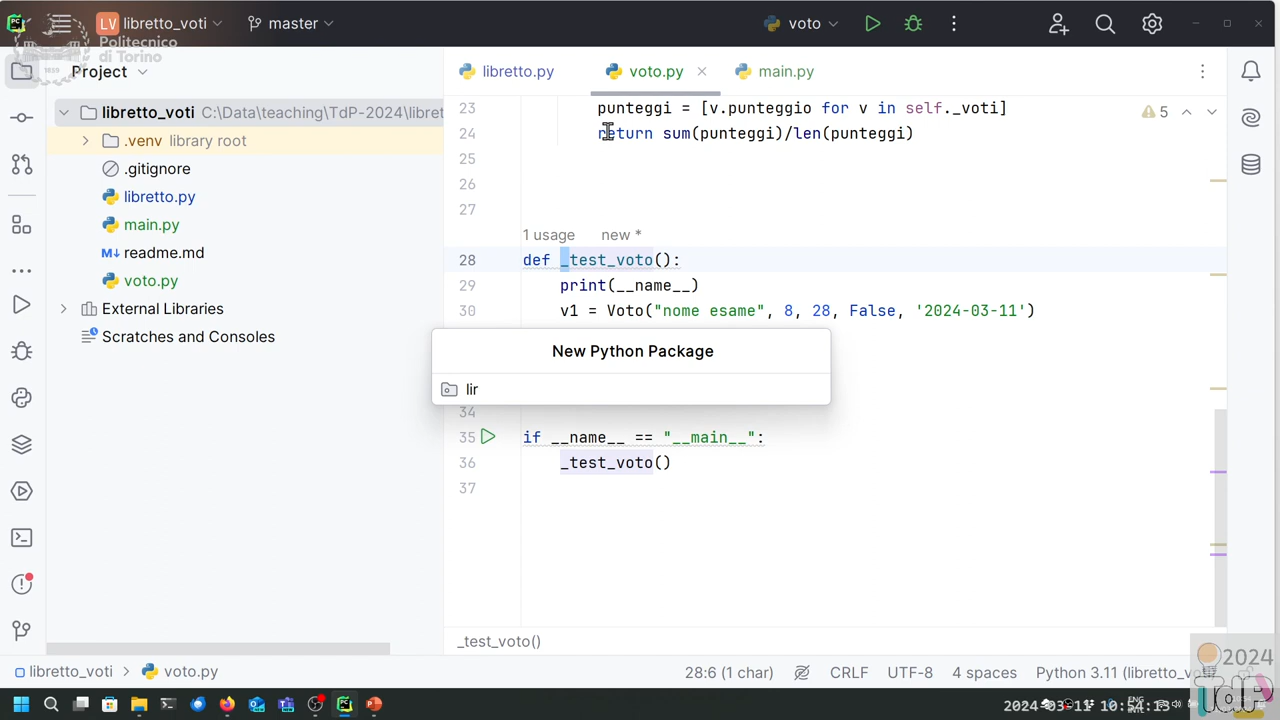 LV libretto_voti master voto
Politecnico
di Torino
Project
libretto.py voto.py main.py
libretto_voti C:\Data\teaching\TdP-2024\libret
.venv library root
.gitignore
libretto.py
main.py
readme.md
voto.py
External Libraries
Scratches and Consoles
23 punteggi = [v.punteggio for v in self._voti]
5
24 return sum(punteggi)/len(punteggi)
25
26
27
1 usage new *
28 def _test_voto():
29 print(__name__)
30 v1 = Voto("nome esame", 8, 28, False, '2024-03-11')
New Python Package
lir
34
35 if __name__ == "__main__":
36 _test_voto()
37
_test_voto()
libretto_voti > voto.py
28:6 (1 char) CRLF UTF-8 4 spaces Python 3.11 (libretto_vo
2024
TdP
ENG